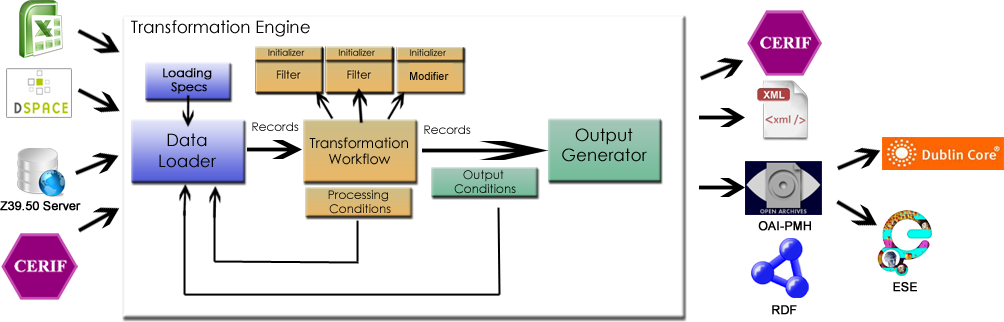 Transformation Engine
X
DSPACE
Z39.50 Server
CERIF
Loading
Specs
Data
Loader
Records
Initializer
Filter
Initializer
Filter
Initializer
Modifier
Transformation
Workflow
Processing
Conditions
Records
Output
Conditions
Output
Generator
CERIF
XML
<xml />
OPEN ARCHIVES
OAI-PMH
RDF
Dublin Core®
ESE